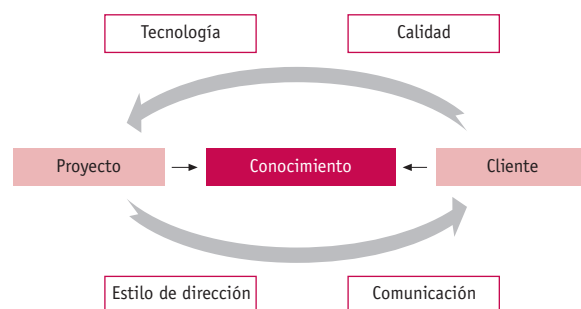 Tecnología
Calidad
Proyecto
Conocimiento
Cliente
Estilo de dirección
Comunicación